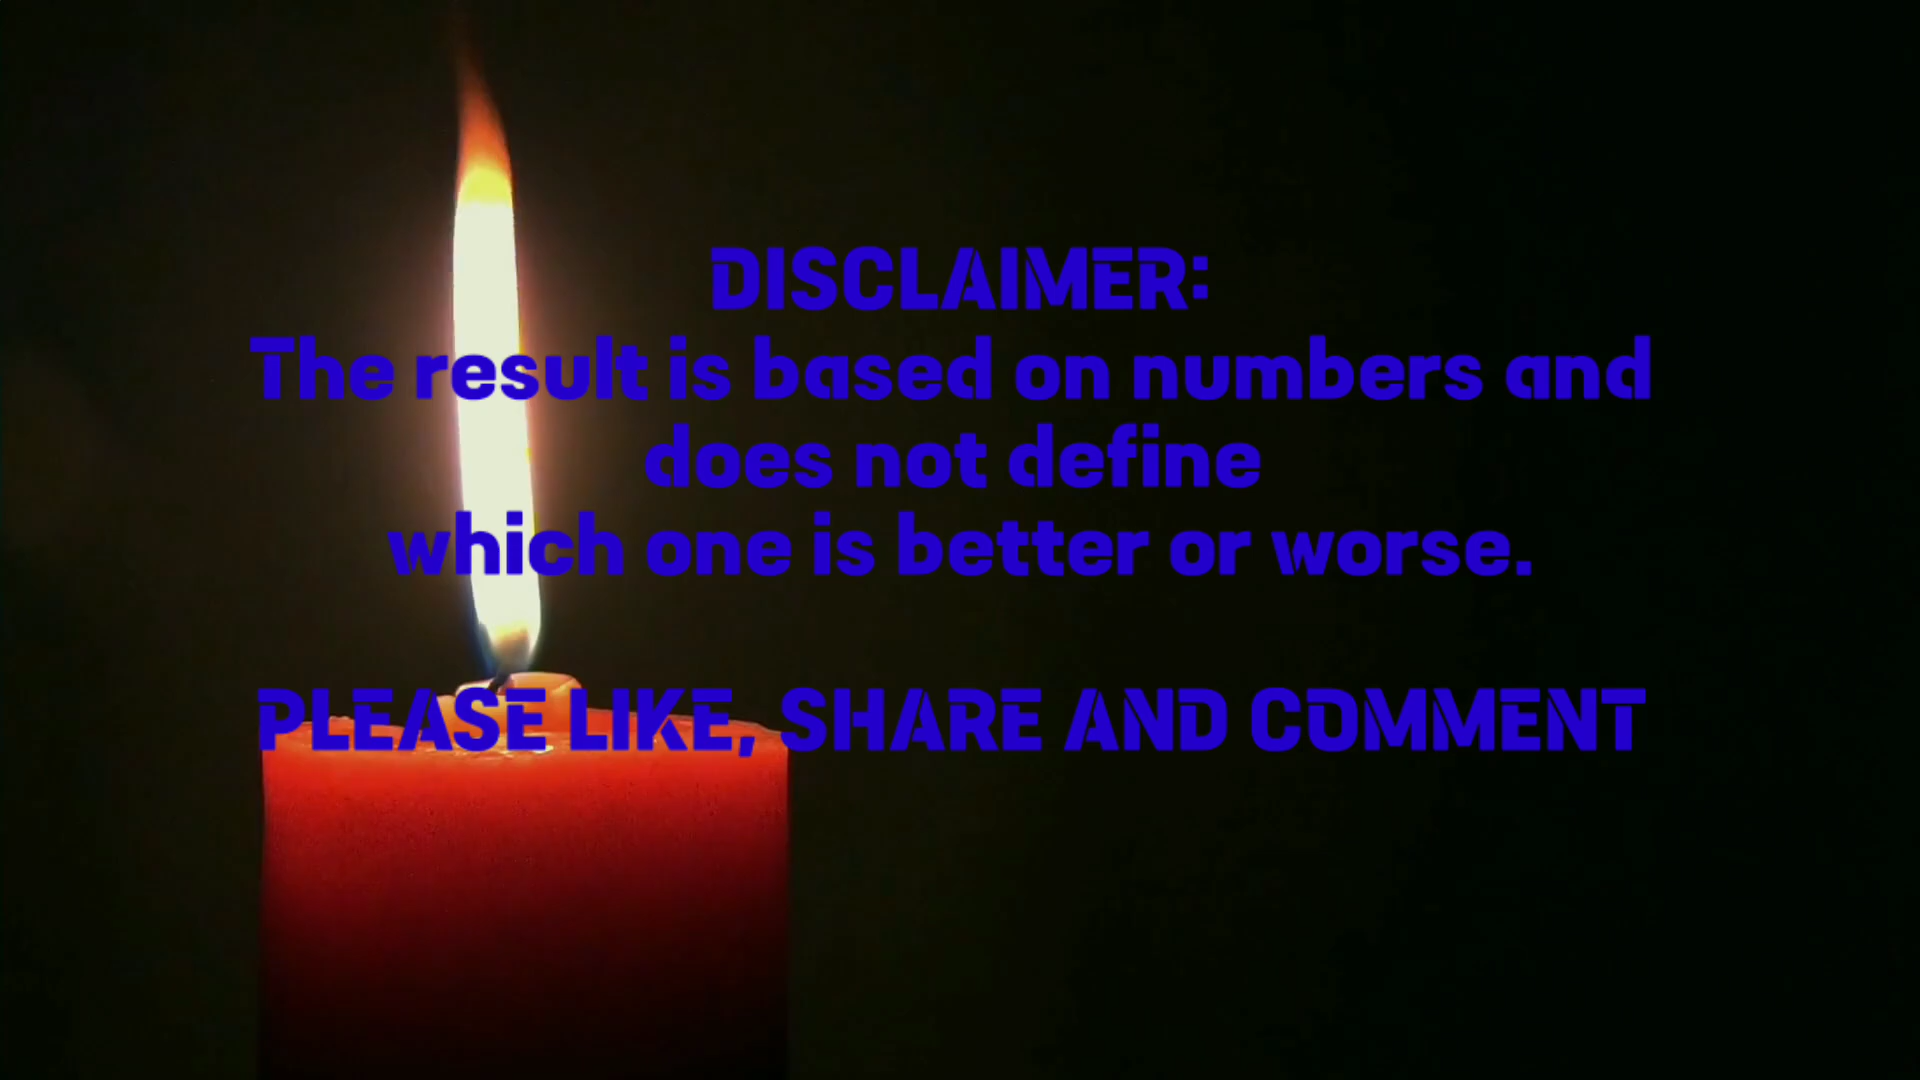 DISCLAIMER:
The result is based on numbers and
does not define
which one is better or worse.
PLEASE LIKE, SHARE AND COMMENT